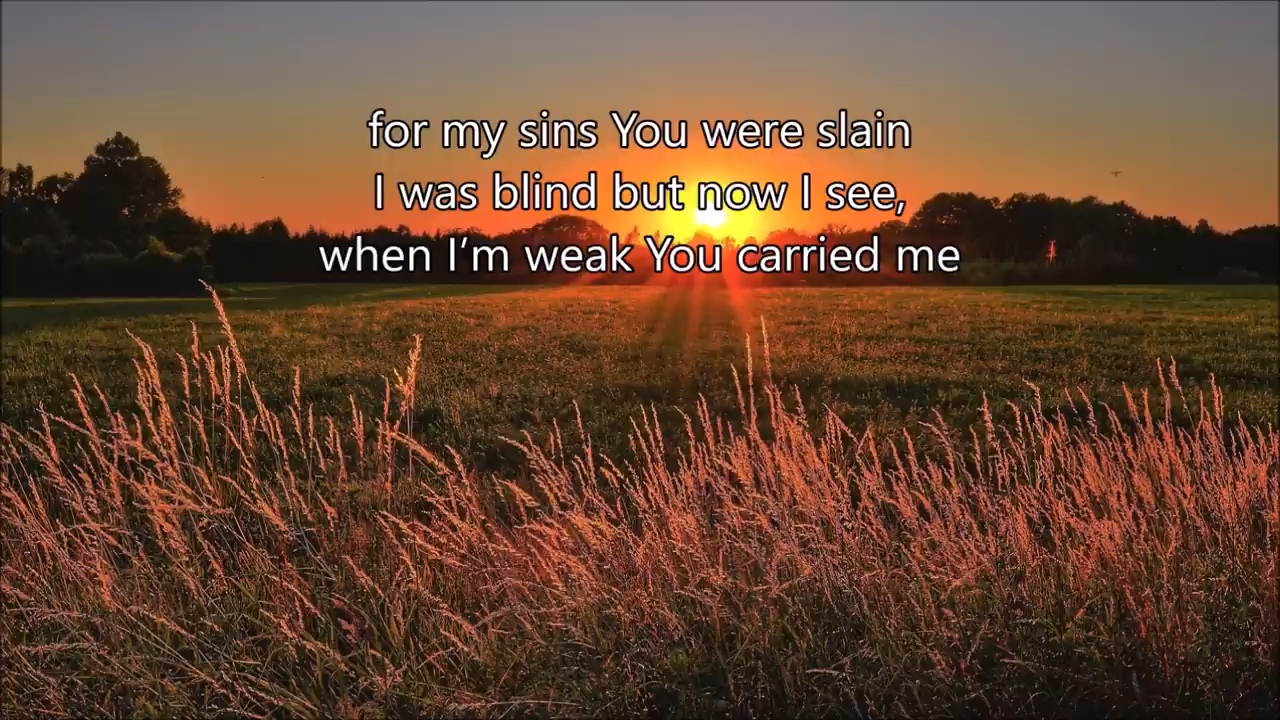 for my sins You were slain
I was blind but now I see,
when I’m weak You carried me